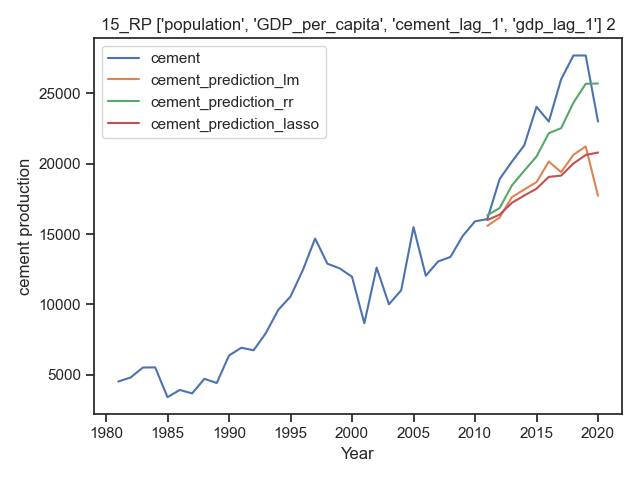 15_RP ['population', 'GDP_per_capita', 'cement_lag_1', 'gdp_lag_1'] 2
cement
cement_prediction_lm
cement_prediction_rr
cement_prediction_lasso
25000
20000
15000
10000
5000
cement production
1980 1985 1990 1995 2000 2005 2010 2015 2020
Year